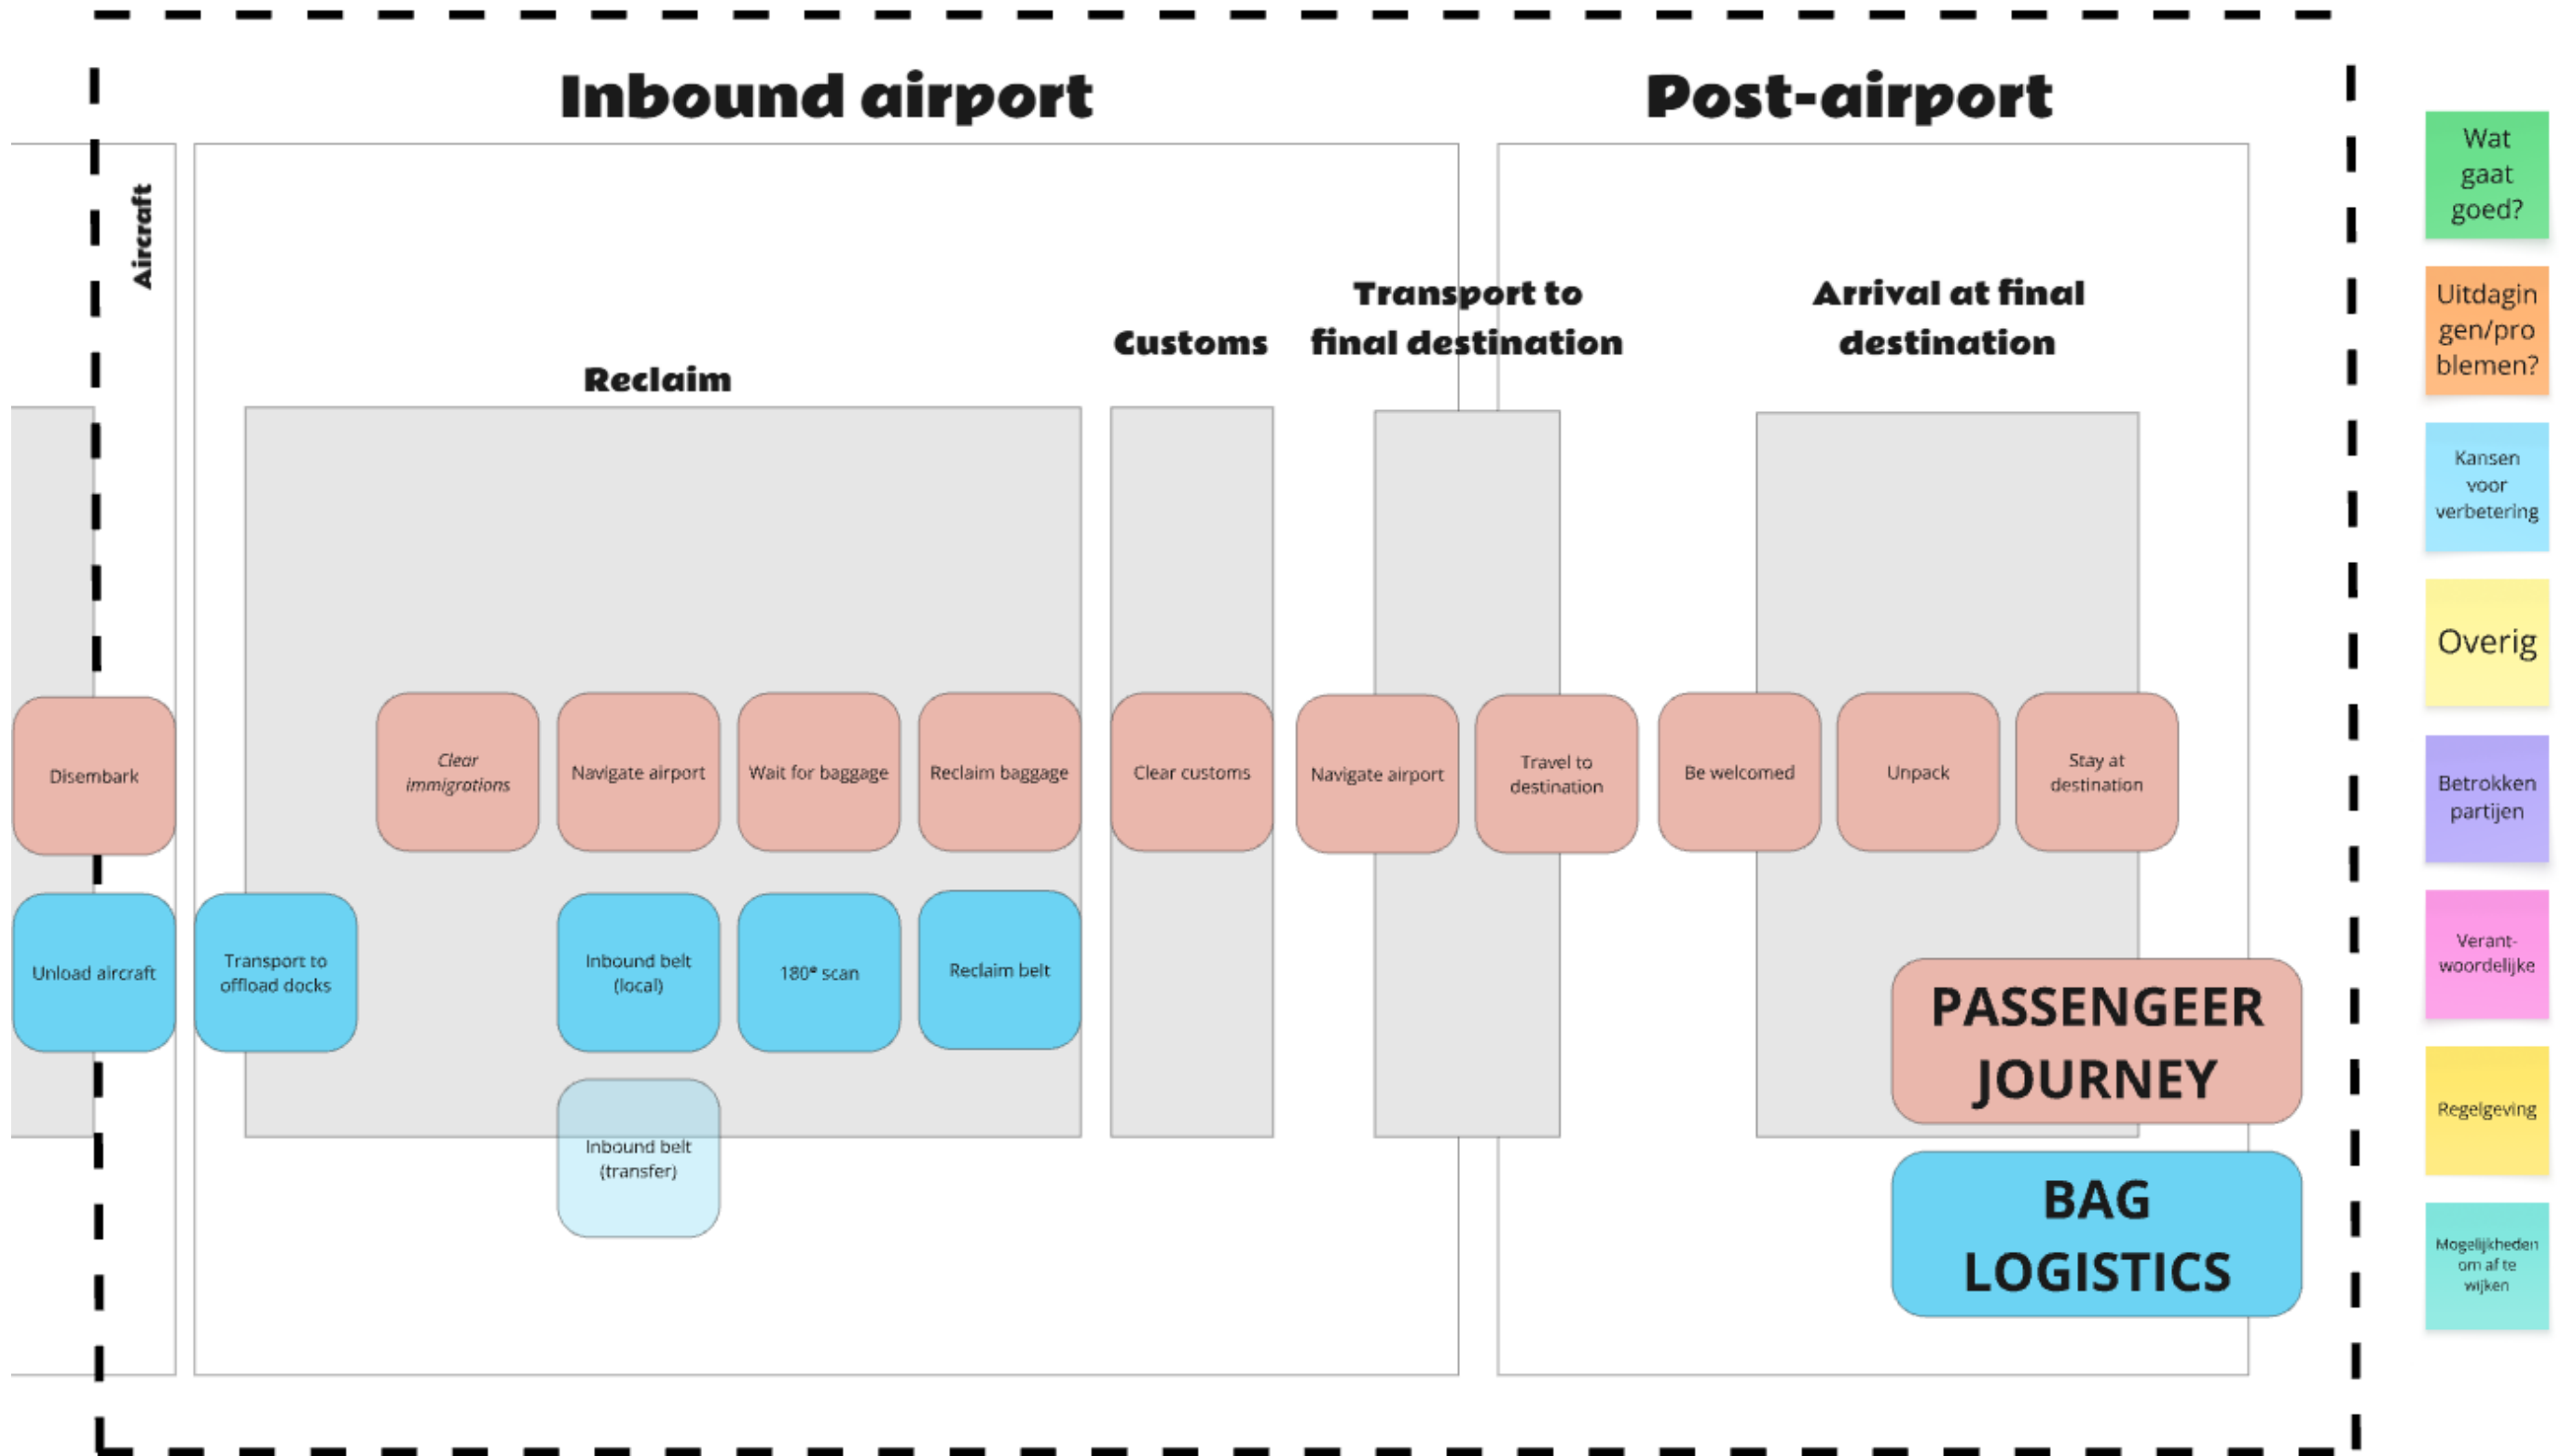 Inbound airport
Post-airport
Aircraft
Reclaim
Customs
Transport to
final destination
Arrival at final
destination
Disembark
Clear
immigrations
Navigate airport
Wait for baggage
Reclaim baggage
Clear customs
Navigate airport
Travel to
destination
Be welcomed
Unpack
Stay at
destination
Unload aircraft
Transport to
offload docks
Inbound belt
(local)
180° scan
Reclaim belt
Inbound belt
(transfer)
PASSENGEER
JOURNEY
BAG
LOGISTICS
Wat
gaat
goed?
Uitdagin
gen/pro
blemen?
Kansen
voor
verbetering
Overig
Betrokken
partijen
Verant-
woordelijke
Regelgeving
Mogelijkheden
om af te
wijken